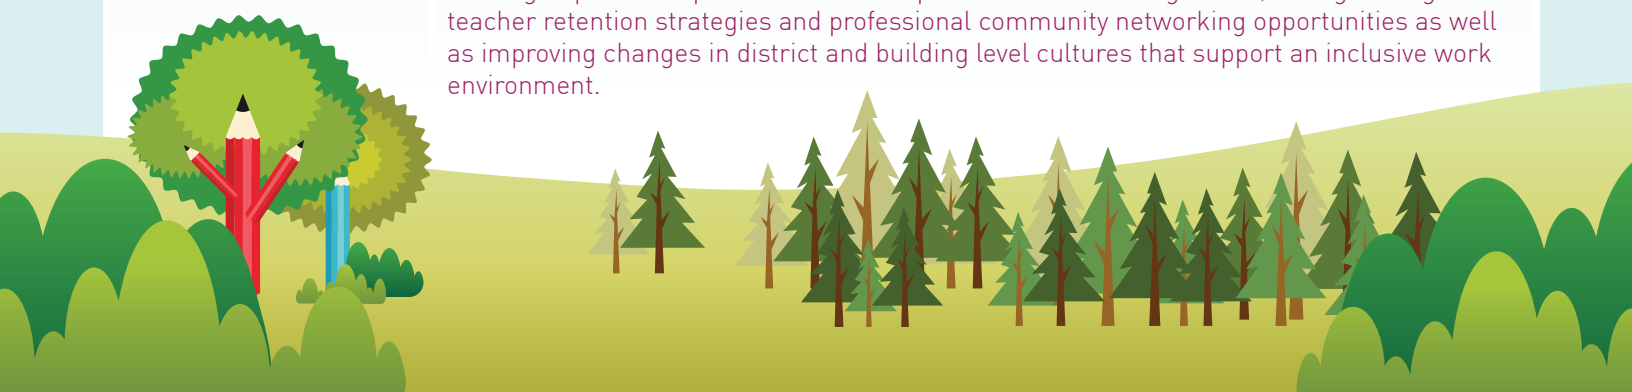 teacher retention strategies and professional community networking opportunities as well
as improving changes in district and building level cultures that support an inclusive work
environment.